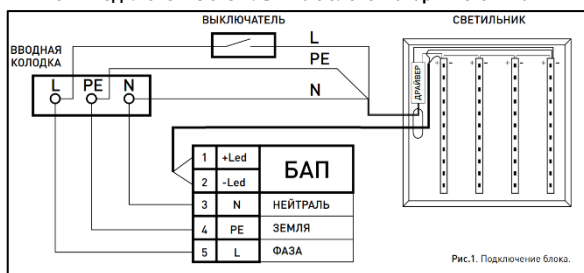 ВЫКЛЮЧАТЕЛЬ
СВЕТИЛЬНИК
ВВОДНАЯ
КОЛОДКА
L
PE
N
L PE N
ДРАЙВЕР
+ - + - + - + -
1 +Led
2 -Led
БАП
3 N НЕЙТРАЛЬ
4 PE ЗЕМЛЯ
5 L ФАЗА
Рис.1. Подключение блока.